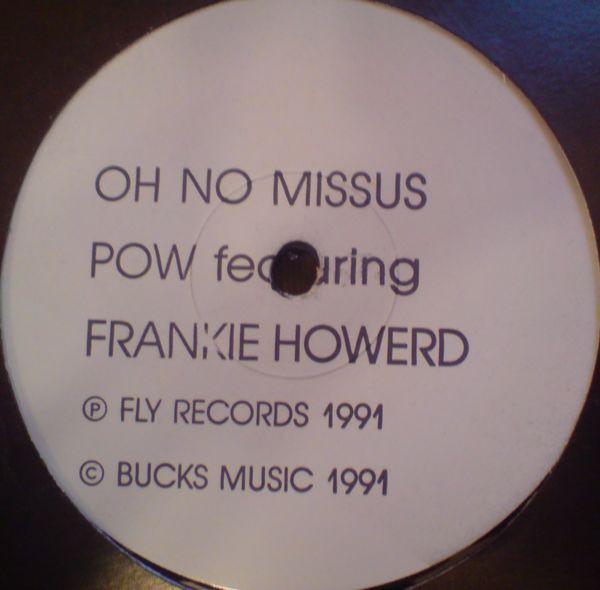 OH NO MISSUS
POW featuring
FRANKIE HOWERD
℗ FLY RECORDS 1991
© BUCKS MUSIC 1991